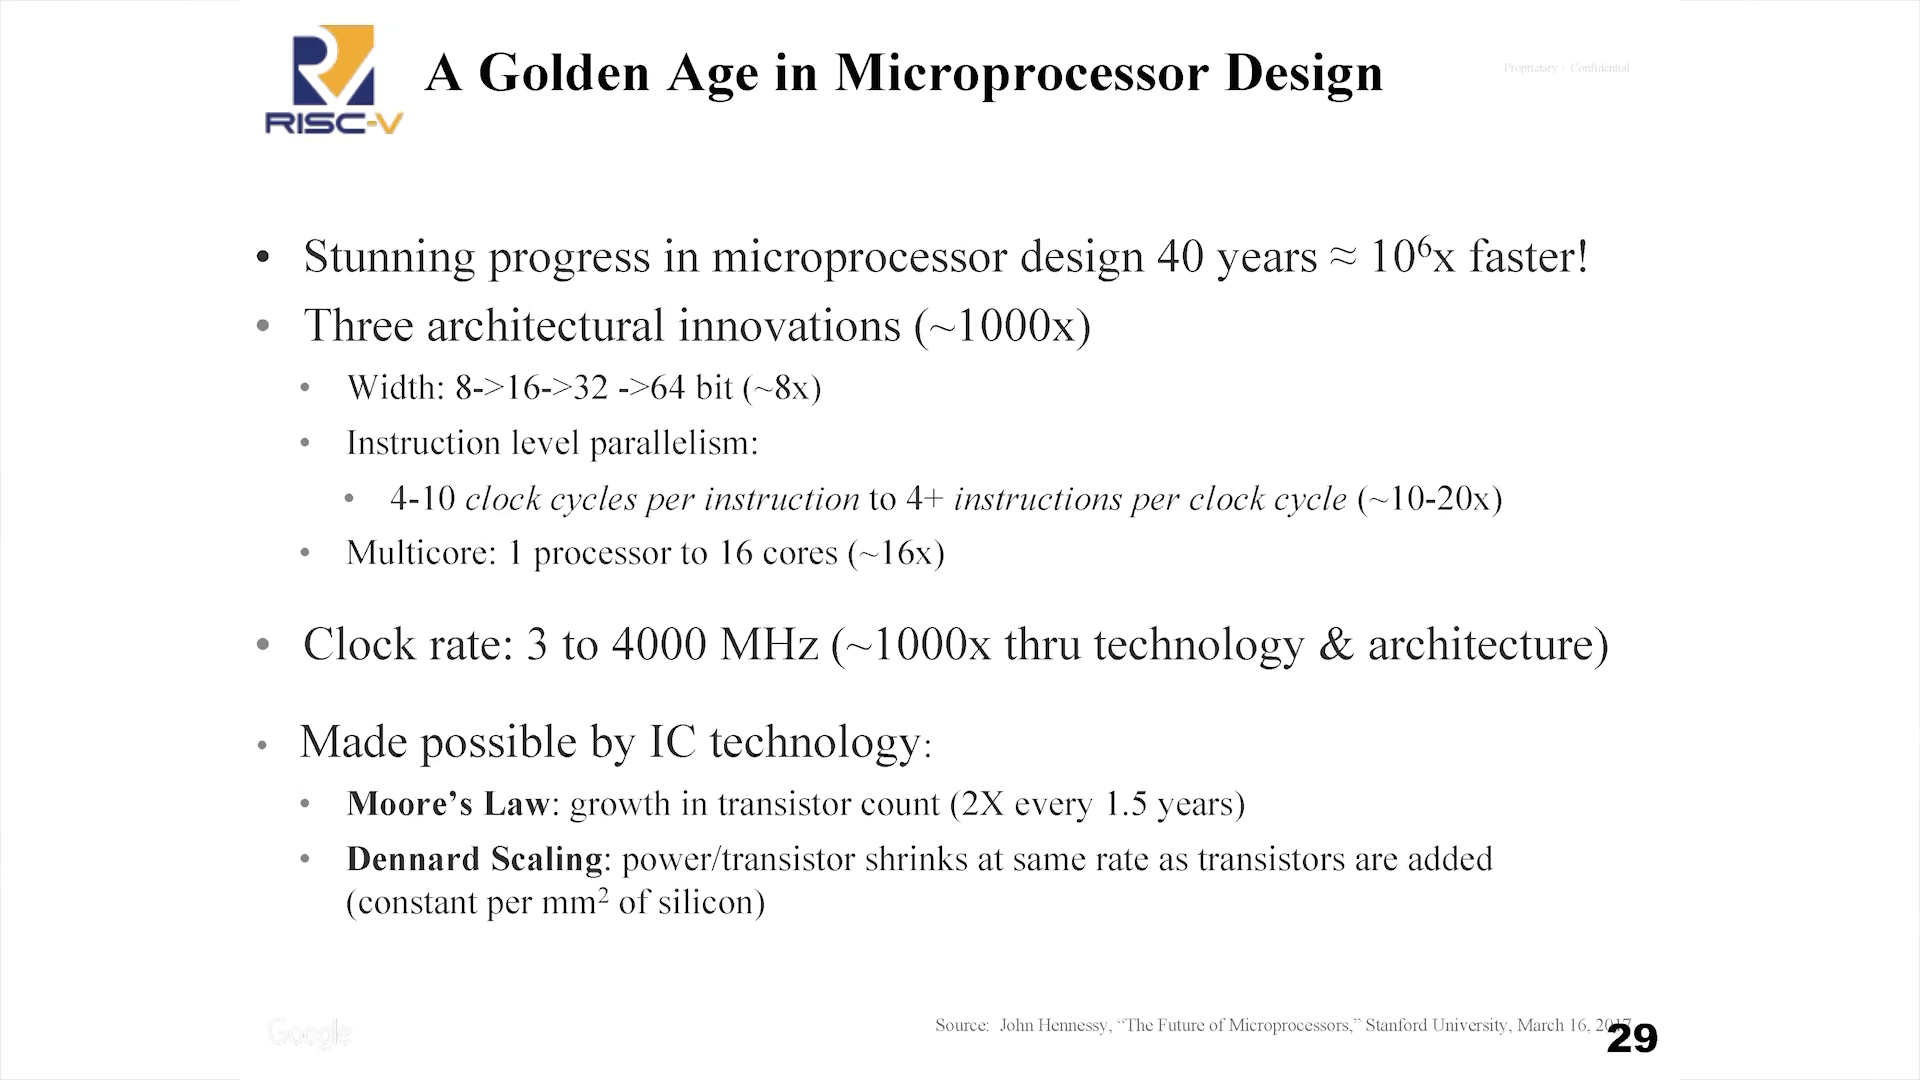 RISC-V
A Golden Age in Microprocessor Design
Proprietary + Confidential
• Stunning progress in microprocessor design 40 years ≈ 10⁶x faster!
• Three architectural innovations (~1000x)
• Width: 8->16->32 ->64 bit (~8x)
• Instruction level parallelism:
• 4-10 clock cycles per instruction to 4+ instructions per clock cycle (~10-20x)
• Multicore: 1 processor to 16 cores (~16x)
• Clock rate: 3 to 4000 MHz (~1000x thru technology & architecture)
• Made possible by IC technology:
• Moore’s Law: growth in transistor count (2X every 1.5 years)
• Dennard Scaling: power/transistor shrinks at same rate as transistors are added
(constant per mm² of silicon)
Google
Source: John Hennessy, “The Future of Microprocessors,” Stanford University, March 16, 2017
29